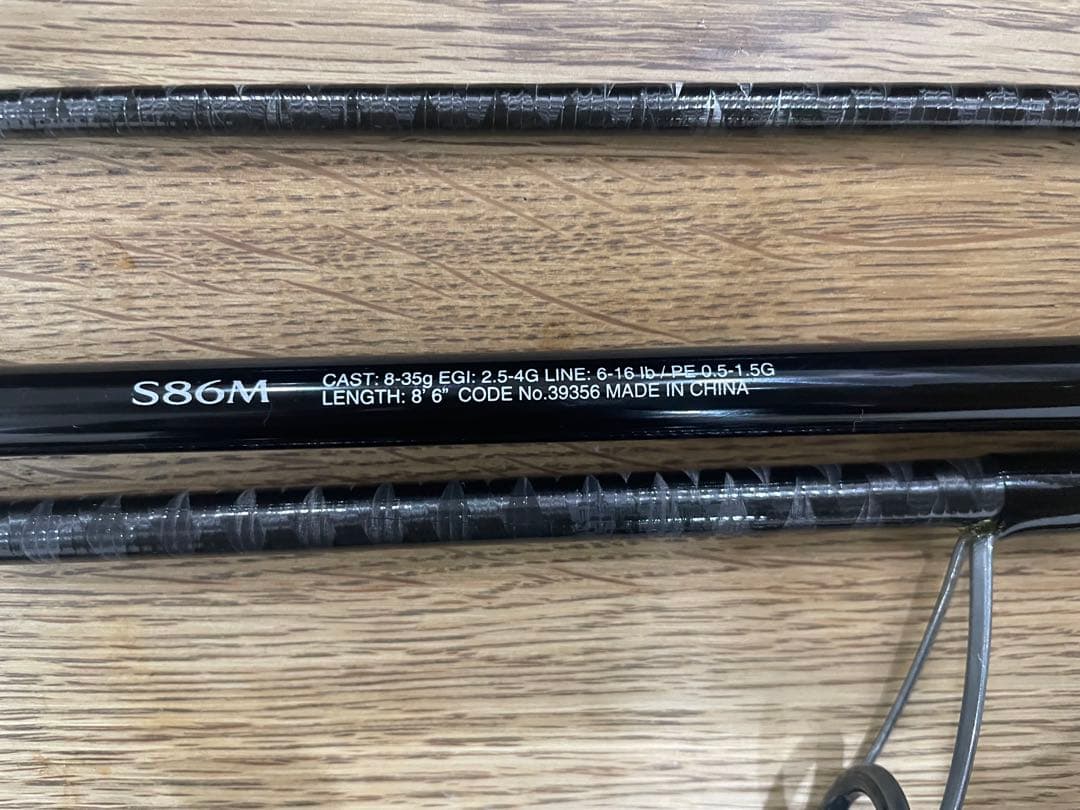 S86M
CAST: 8-35g EGI: 2.5-4G LINE: 6-16 lb / PE 0.5-1.5G
LENGTH: 8' 6" CODE No.39356 MADE IN CHINA